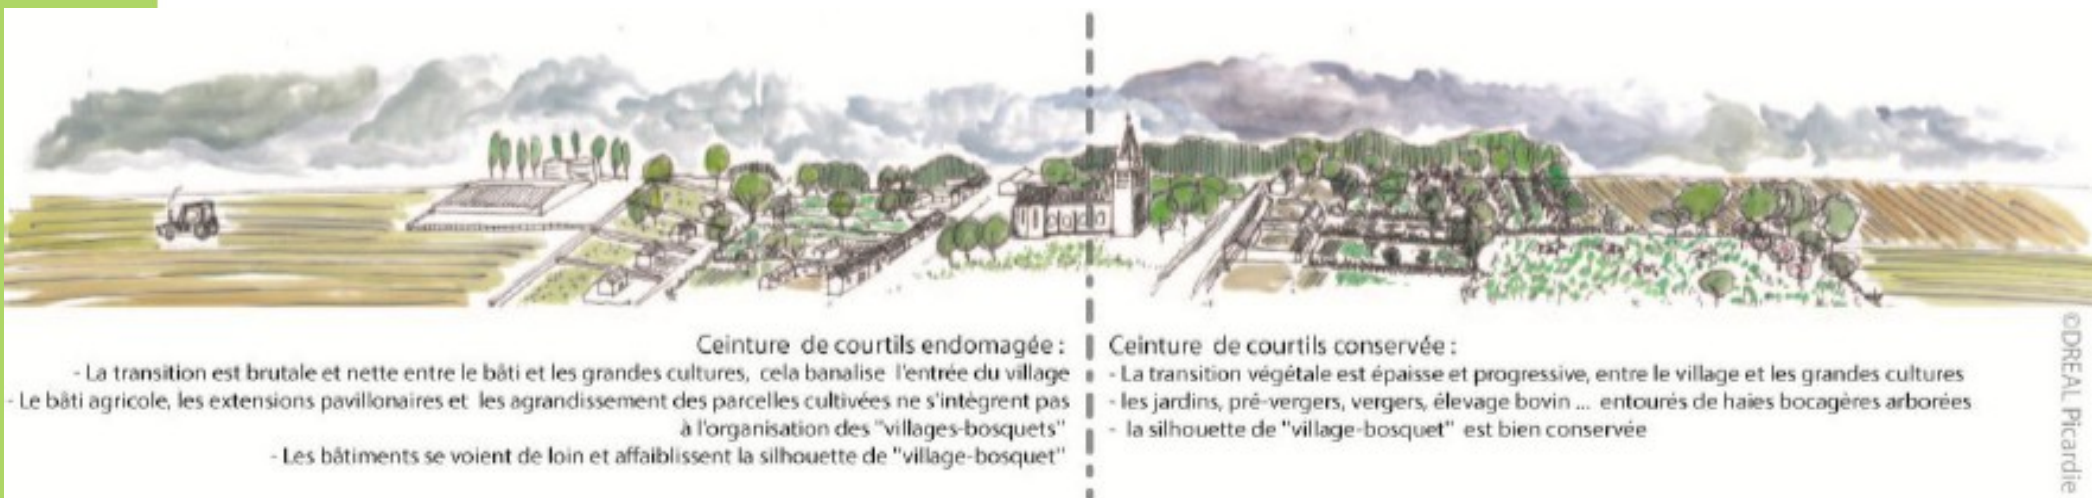 Ceinture de courtils endomagée :
- La transition est brutale et nette entre le bâti et les grandes cultures, cela banalise l'entrée du village
- Le bâti agricole, les extensions pavillonaires et les agrandissement des parcelles cultivées ne s'intègrent pas
à l'organisation des "villages-bosquets"
- Les bâtiments se voient de loin et affaiblissent la silhouette de "village-bosquet"
Ceinture de courtils conservée :
- La transition végétale est épaisse et progressive, entre le village et les grandes cultures
- les jardins, pré-vergers, vergers, élevage bovin ... entourés de haies bocagères arborées
- la silhouette de "village-bosquet" est bien conservée
©DREAL Picardie